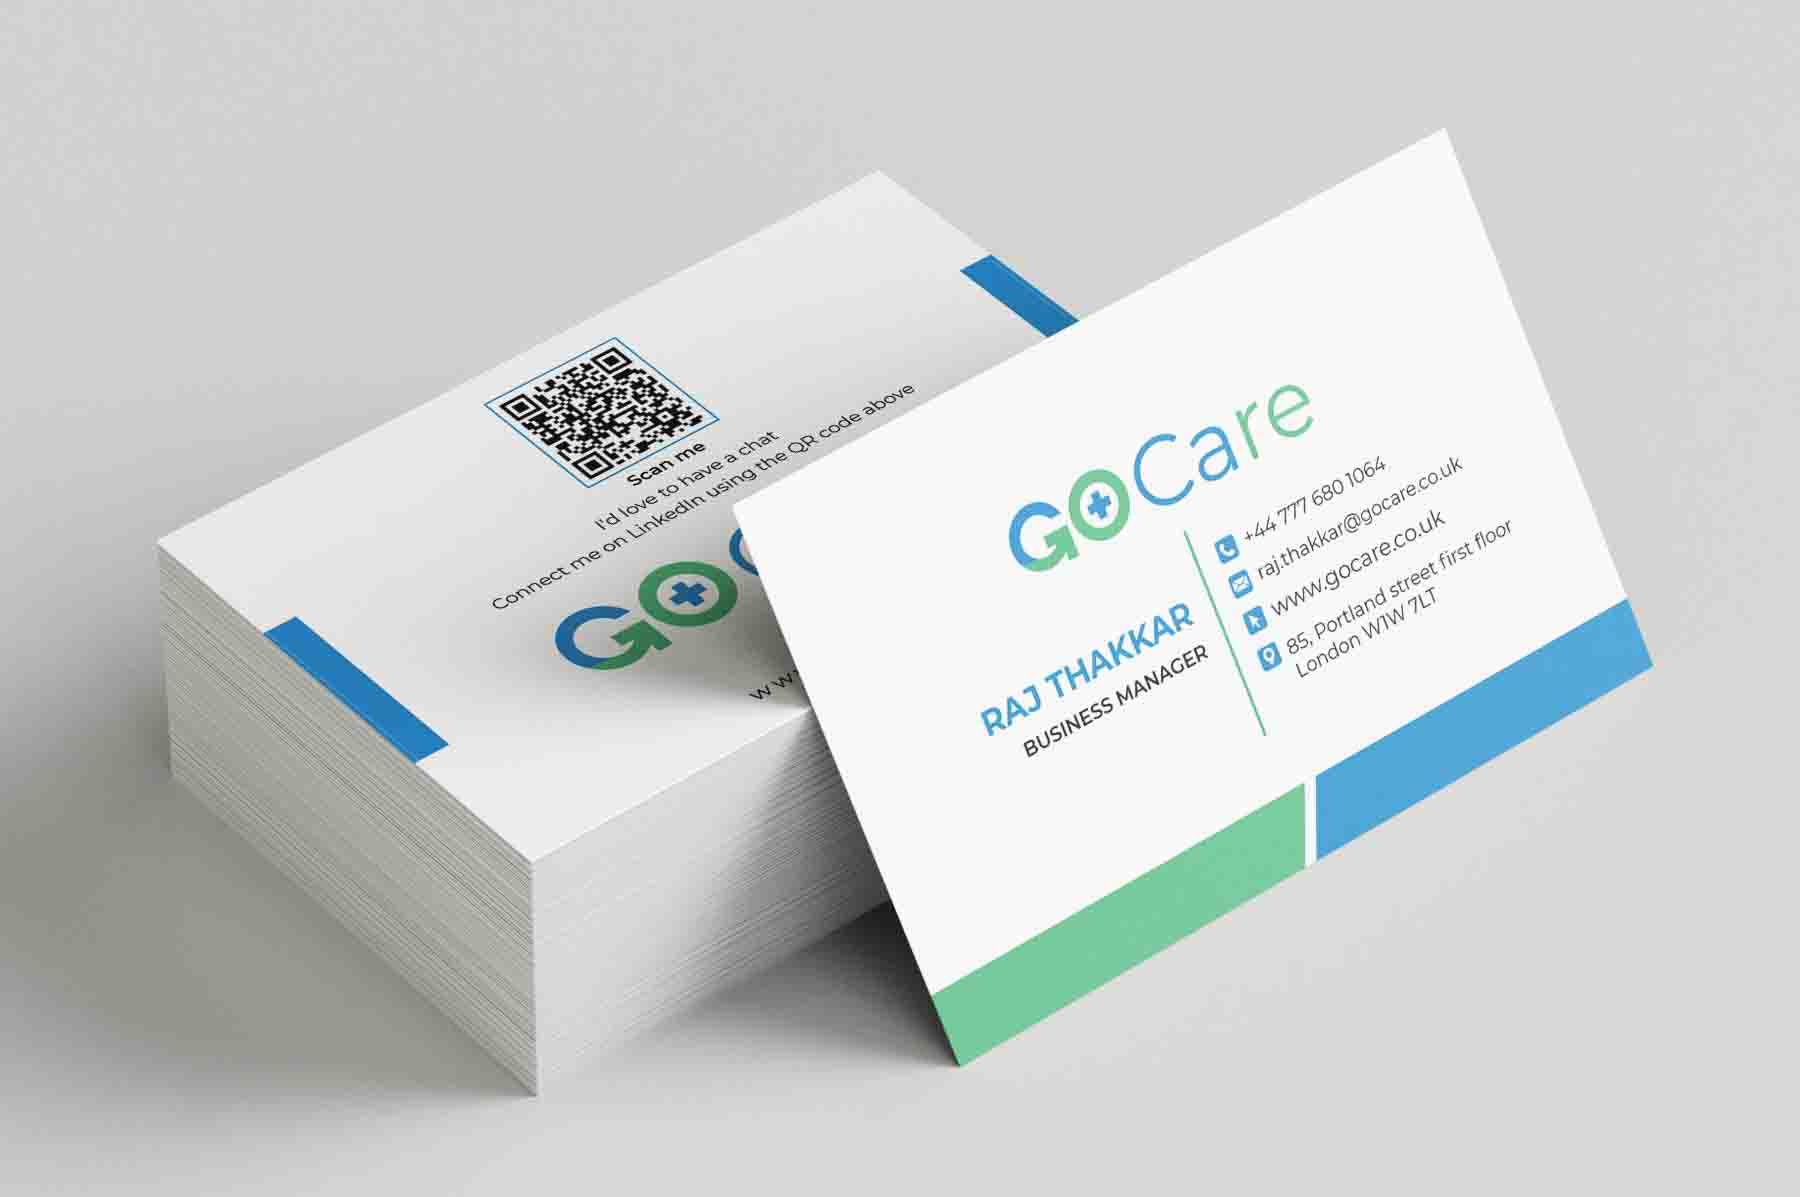 Scan me
I'd love to have a chat
Connect me on LinkedIn using the QR code above
GO
GOCare
RAJ THAKKAR
BUSINESS MANAGER
+44 777 680 1064
raj.thakkar@gocare.co.uk
www.gocare.co.uk
85, Portland street first floor
London W1W 7LT